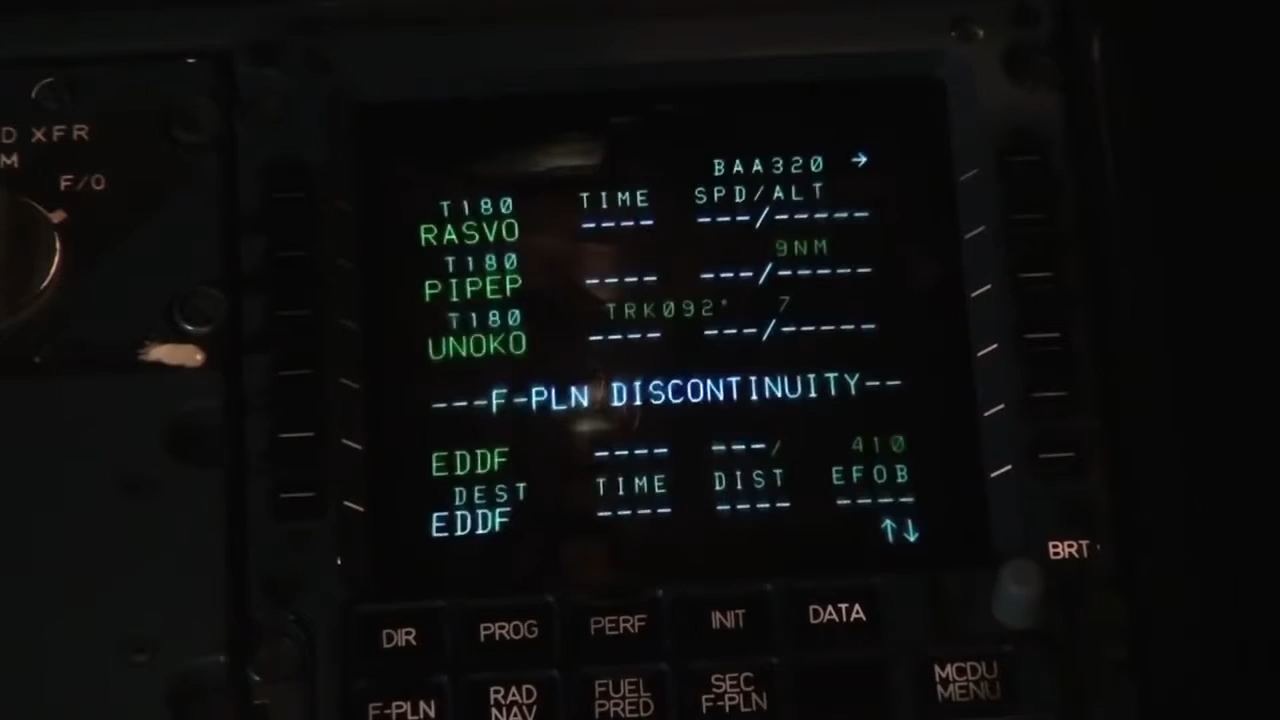 D XFR
M
F/O
BAA320 →
T180 TIME SPD/ALT
RASVO ---- ---/-----
T180 9NM
PIPEP ---- ---/-----
T180 TRK092° 7
UNOKO ---- ---/-----
---F-PLN DISCONTINUITY--
EDDF ---- ---/ 410
DEST TIME DIST EFOB
EDDF ---- ---- ----
↑↓
BRT
DIR PROG PERF INIT DATA
F-PLN RAD NAV FUEL PRED SEC F-PLN MCDU MENU